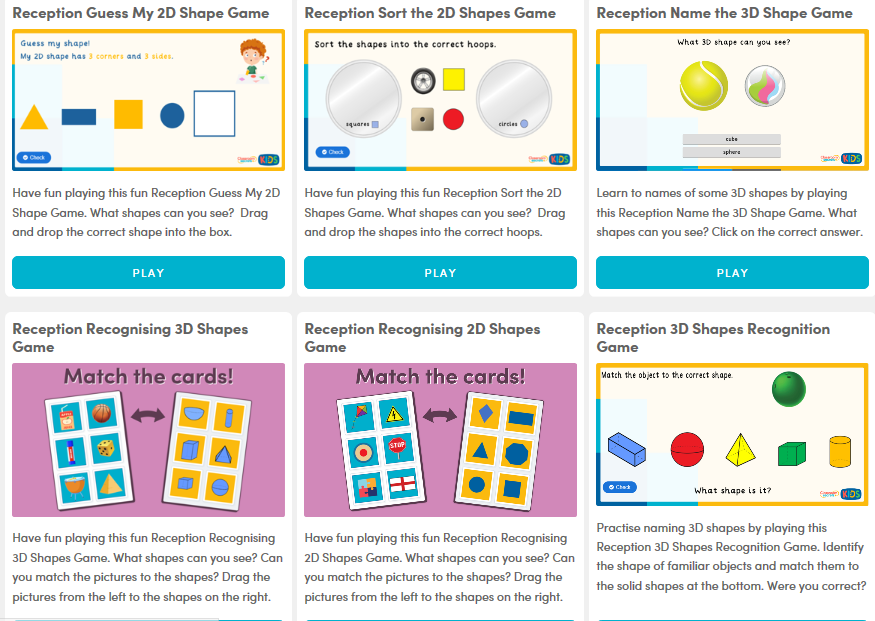 Reception Guess My 2D Shape Game
Guess my shape!
My 2D shape has 3 corners and 3 sides.
Check
KIDS
Have fun playing this fun Reception Guess My 2D
Shape Game. What shapes can you see? Drag
and drop the correct shape into the box.
PLAY
Reception Sort the 2D Shapes Game
Sort the shapes into the correct hoops.
squares
circles
Check
KIDS
Have fun playing this fun Reception Sort the 2D
Shapes Game. What shapes can you see? Drag
and drop the shapes into the correct hoops.
PLAY
Reception Name the 3D Shape Game
What 3D shape can you see?
cube
sphere
KIDS
Learn to names of some 3D shapes by playing
this Reception Name the 3D Shape Game. What
shapes can you see? Click on the correct answer.
PLAY
Reception Recognising 3D Shapes
Game
Match the cards!
Have fun playing this fun Reception Recognising
3D Shapes Game. What shapes can you see? Can
you match the pictures to the shapes? Drag the
pictures from the left to the shapes on the right.
Reception Recognising 2D Shapes
Game
Match the cards!
STOP
Have fun playing this fun Reception Recognising
2D Shapes Game. What shapes can you see? Can
you match the pictures to the shapes? Drag the
pictures from the left to the shapes on the right.
Reception 3D Shapes Recognition
Game
Match the object to the correct shape.
Check
What shape is it?
KIDS
Practise naming 3D shapes by playing this
Reception 3D Shapes Recognition Game. Identify
the shape of familiar objects and match them to
the solid shapes at the bottom. Were you correct?